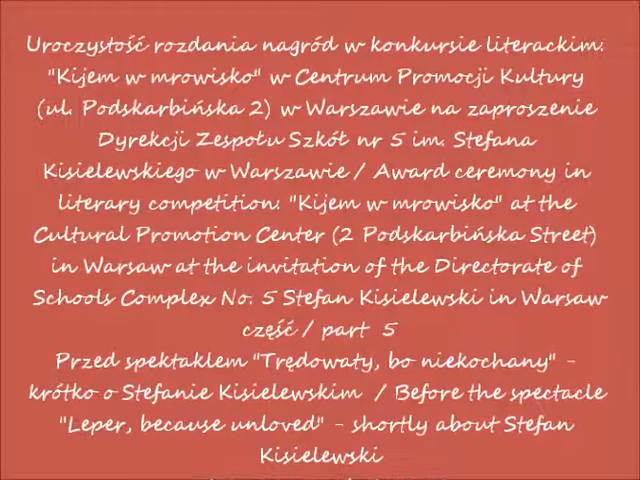 Uroczystość rozdania nagród w konkursie literackim:
"Kijem w mrowisko" w Centrum Promocji Kultury
(ul. Podskarbińska 2) w Warszawie na zaproszenie
Dyrekcji Zespołu Szkół nr 5 im. Stefana
Kisielewskiego w Warszawie / Award ceremony in
literary competition: "Kijem w mrowisko" at the
Cultural Promotion Center (2 Podskarbińska Street)
in Warsaw at the invitation of the Directorate of
Schools Complex No. 5 Stefan Kisielewski in Warsaw
część / part 5
Przed spektaklem "Trędowaty, bo niekochany" -
krótko o Stefanie Kisielewskim / Before the spectacle
"Leper, because unloved" - shortly about Stefan
Kisielewski